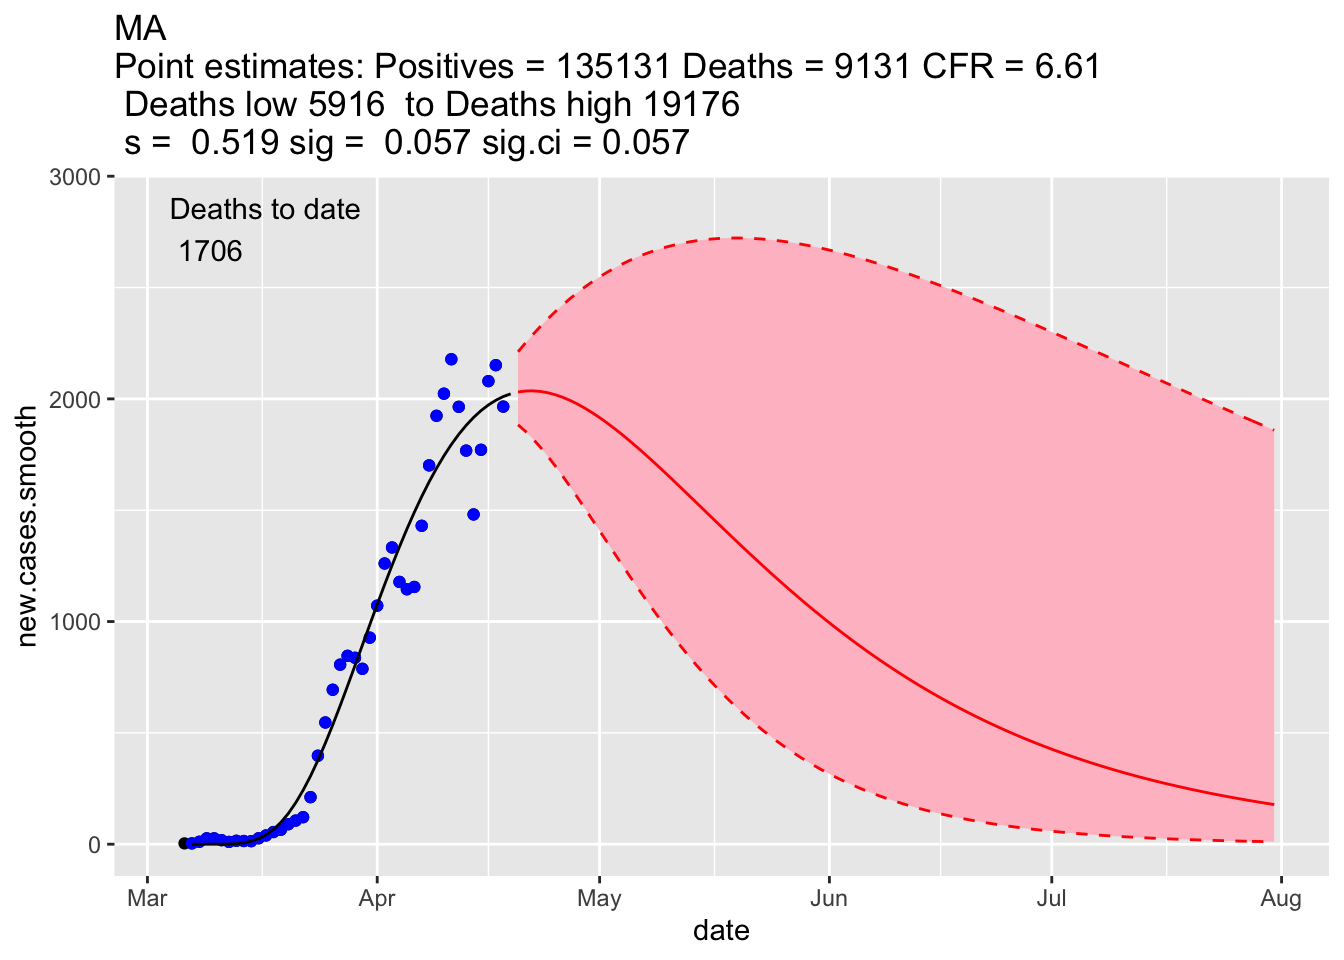 MA
Point estimates: Positives = 135131 Deaths = 9131 CFR = 6.61
Deaths low 5916  to Deaths high 19176
s =  0.519 sig =  0.057 sig.ci = 0.057
3000
Deaths to date
1706
2000
new.cases.smooth
1000
0
Mar Apr May Jun Jul Aug
date